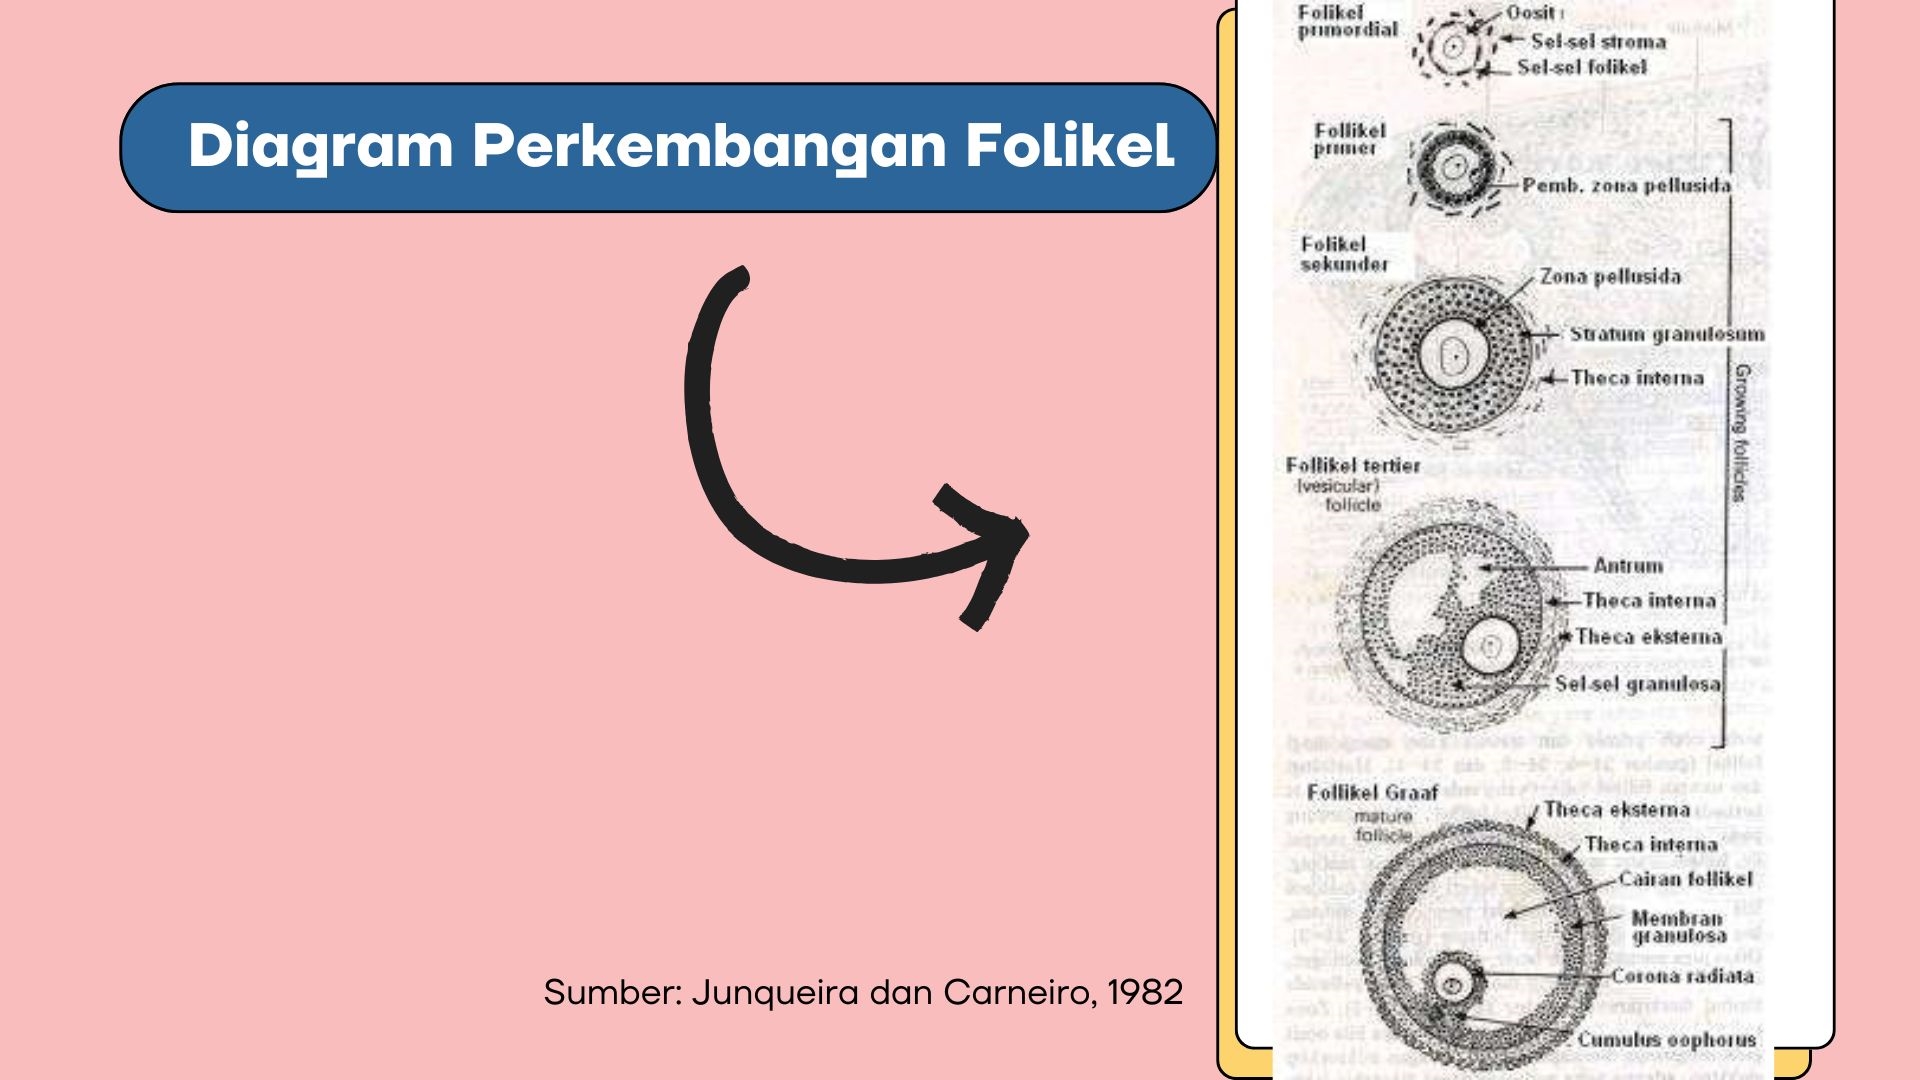 Diagram Perkembangan Folikel
Sumber: Junqueira dan Carneiro, 1982
Folikel
primordial
Oosit
Sel-sel stroma
Sel-sel folikel
Follikel
primer
Pemb. zona pellusida
Folikel
sekunder
Zona pellusida
Stratum granulosum
Theca interna
Growing follicles
Follikel tertier
(vesicular)
follicle
Antrum
Theca interna
Theca eksterna
Sel-sel granulosa
Follikel Graaf
mature
follicle
Theca eksterna
Theca interna
Cairan follikel
Membran
granulosa
Corona radiata
Cumulus oophorus